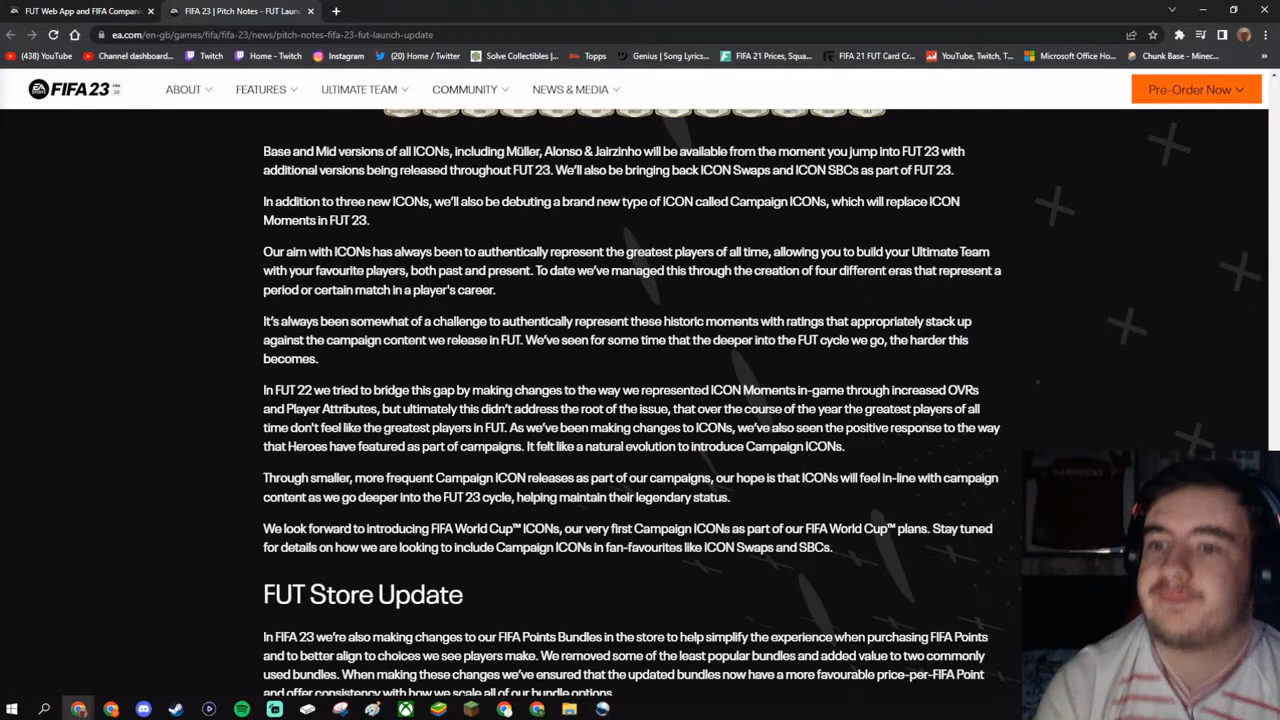 FUT Web App and FIFA Compani
FIFA 23 | Pitch Notes - FUT Laun
ea.com/en-gb/games/fifa/fifa-23/news/pitch-notes-fifa-23-fut-launch-update
(438) YouTube
Channel dashboard...
Twitch
Home - Twitch
Instagram
(20) Home / Twitter
Solve Collectibles |...
Topps
Genius | Song Lyrics...
FIFA 21 Prices, Squa...
FIFA 21 FUT Card Cr...
YouTube, Twitch, T...
Microsoft Office Ho...
Chunk Base - Minec...
FIFA 23
ABOUT
FEATURES
ULTIMATE TEAM
COMMUNITY
NEWS & MEDIA
Pre-Order Now
Base and Mid versions of all ICONs, including Müller, Alonso & Jairzinho will be available from the moment you jump into FUT 23 with
additional versions being released throughout FUT 23. We'll also be bringing back ICON Swaps and ICON SBCs as part of FUT 23.
In addition to three new ICONs, we'll also be debuting a brand new type of ICON called Campaign ICONs, which will replace ICON
Moments in FUT 23.
Our aim with ICONs has always been to authentically represent the greatest players of all time, allowing you to build your Ultimate Team
with your favourite players, both past and present. To date we've managed this through the creation of four different eras that represent a
period or certain match in a player's career.
It's always been somewhat of a challenge to authentically represent these historic moments with ratings that appropriately stack up
against the campaign content we release in FUT. We've seen for some time that the deeper into the FUT cycle we go, the harder this
becomes.
In FUT 22 we tried to bridge this gap by making changes to the way we represented ICON Moments in-game through increased OVRs
and Player Attributes, but ultimately this didn't address the root of the issue, that over the course of the year the greatest players of all
time don't feel like the greatest players in FUT. As we've been making changes to ICONs, we've also seen the positive response to the way
that Heroes have featured as part of campaigns. It felt like a natural evolution to introduce Campaign ICONs.
Through smaller, more frequent Campaign ICON releases as part of our campaigns, our hope is that ICONs will feel in-line with campaign
content as we go deeper into the FUT 23 cycle, helping maintain their legendary status.
We look forward to introducing FIFA World Cup™ ICONs, our very first Campaign ICONs as part of our FIFA World Cup™ plans. Stay tuned
for details on how we are looking to include Campaign ICONs in fan-favourites like ICON Swaps and SBCs.
FUT Store Update
In FIFA 23 we're also making changes to our FIFA Points Bundles in the store to help simplify the experience when purchasing FIFA Points
and to better align to choices we see players make. We removed some of the least popular bundles and added value to two commonly
used bundles. When making these changes we've ensured that the updated bundles now have a more favourable price-per-FIFA Point
and offer consistency with how we scale all of our bundle options.